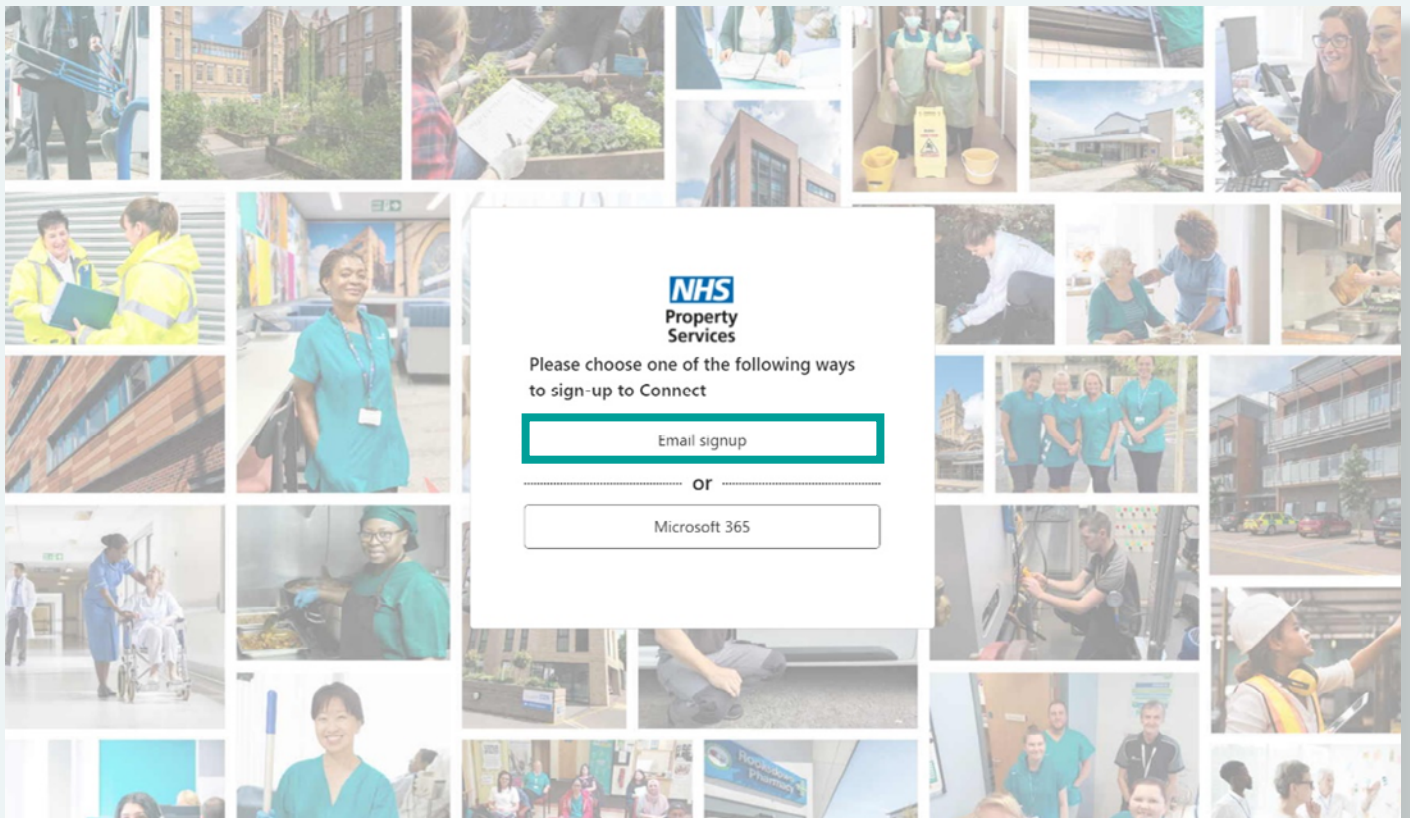 NHS
Property
Services
Please choose one of the following ways
to sign-up to Connect
Email signup
or
Microsoft 365
Pharmacy